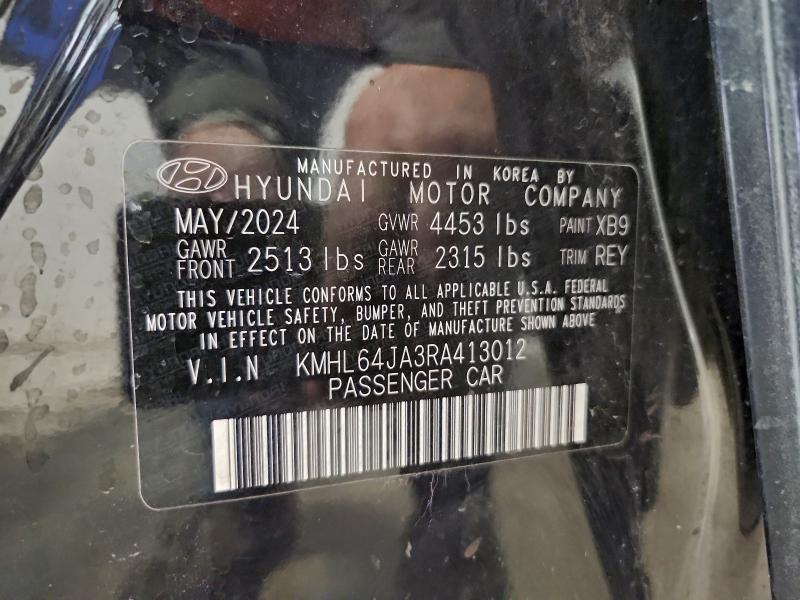 MANUFACTURED IN KOREA BY
HYUNDAI MOTOR COMPANY
MAY/2024 GVWR 4453 lbs PAINT XB9
GAWR FRONT 2513 lbs GAWR REAR 2315 lbs TRIM REY
THIS VEHICLE CONFORMS TO ALL APPLICABLE U.S.A. FEDERAL
MOTOR VEHICLE SAFETY, BUMPER, AND THEFT PREVENTION STANDARDS
IN EFFECT ON THE DATE OF MANUFACTURE SHOWN ABOVE
V.I.N KMHL64JA3RA413012
PASSENGER CAR